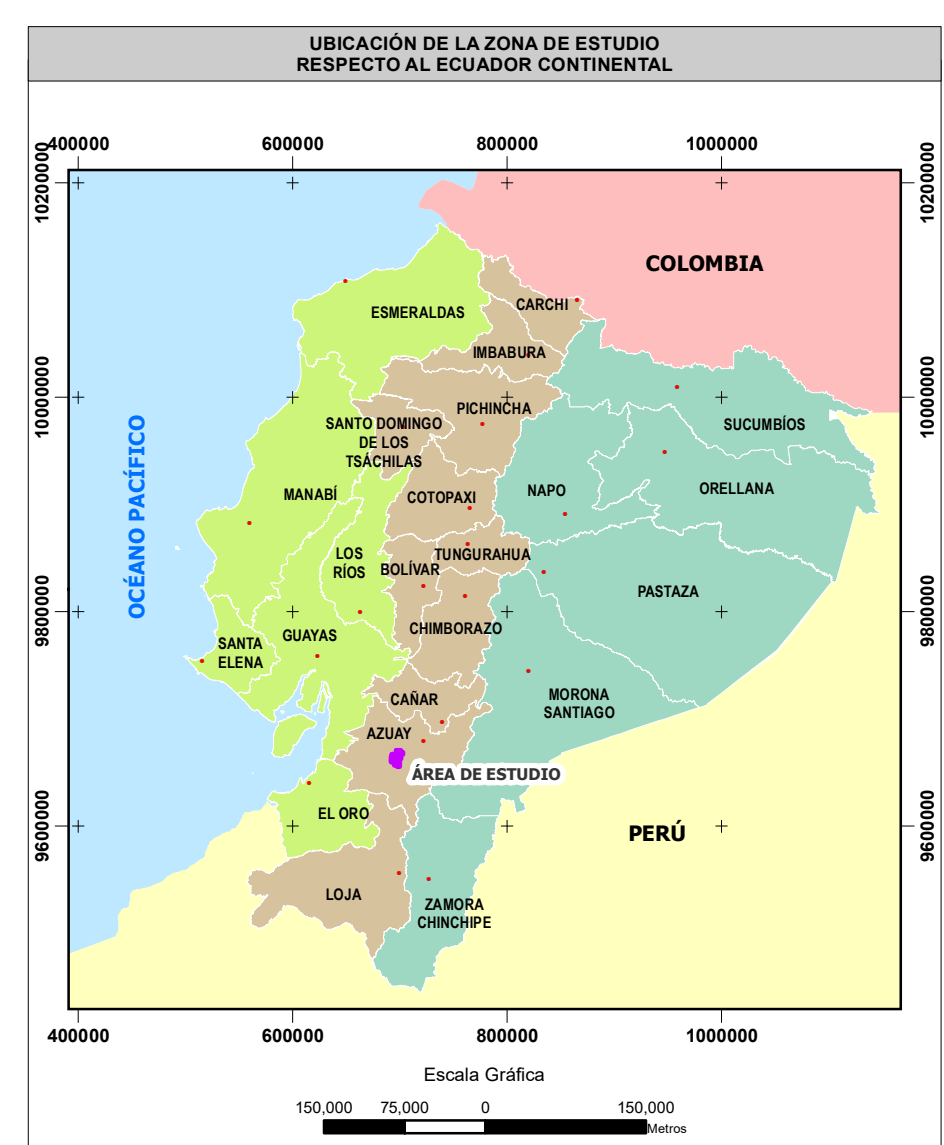 UBICACIÓN DE LA ZONA DE ESTUDIO
RESPECTO AL ECUADOR CONTINENTAL
400000 600000 800000 1000000
10200000 10200000
COLOMBIA
CARCHI
ESMERALDAS
IMBABURA
10000000 10000000
PICHINCHA
SANTO DOMINGO
DE LOS
TSÁCHILAS
SUCUMBÍOS
OCÉANO PACÍFICO
MANABÍ
COTOPAXI
NAPO
ORELLANA
LOS
RÍOS
TUNGURAHUA
BOLÍVAR
PASTAZA
9800000 9800000
CHIMBORAZO
GUAYAS
SANTA
ELENA
MORONA
SANTIAGO
CAÑAR
AZUAY
ÁREA DE ESTUDIO
EL ORO
9600000 9600000
PERÚ
LOJA
ZAMORA
CHINCHIPE
400000 600000 800000 1000000
Escala Gráfica
150,000 75,000 0 150,000
Metros